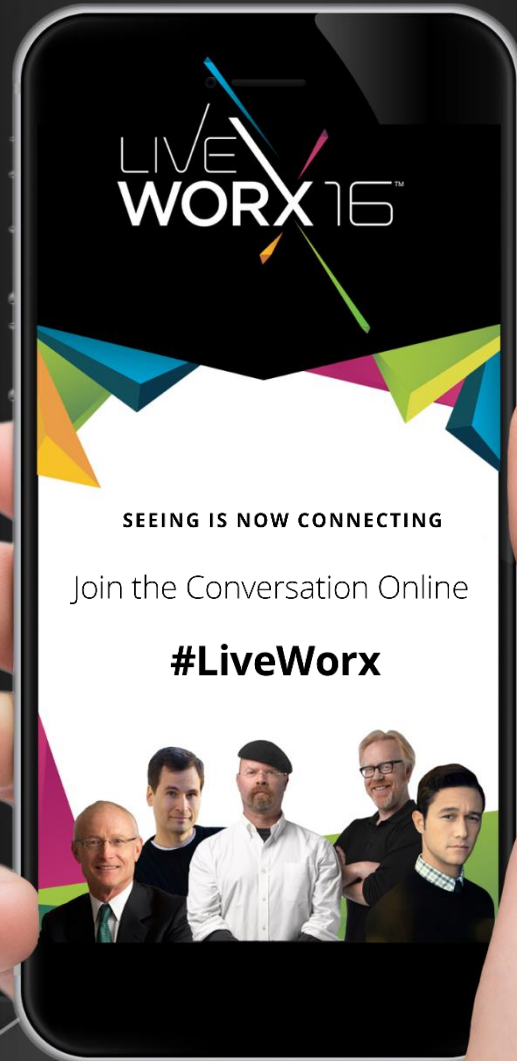 LIVE
WORX16™
SEEING IS NOW CONNECTING
Join the Conversation Online
#LiveWorx